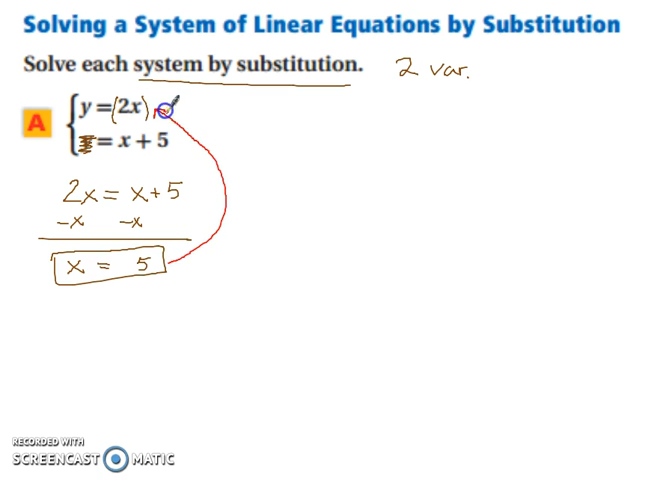 Solving a System of Linear Equations by Substitution
Solve each system by substitution. 2 var.
A
y = (2x)
= x + 5
2x = x + 5
-x -x
x = 5
RECORDED WITH
SCREENCAST MATIC